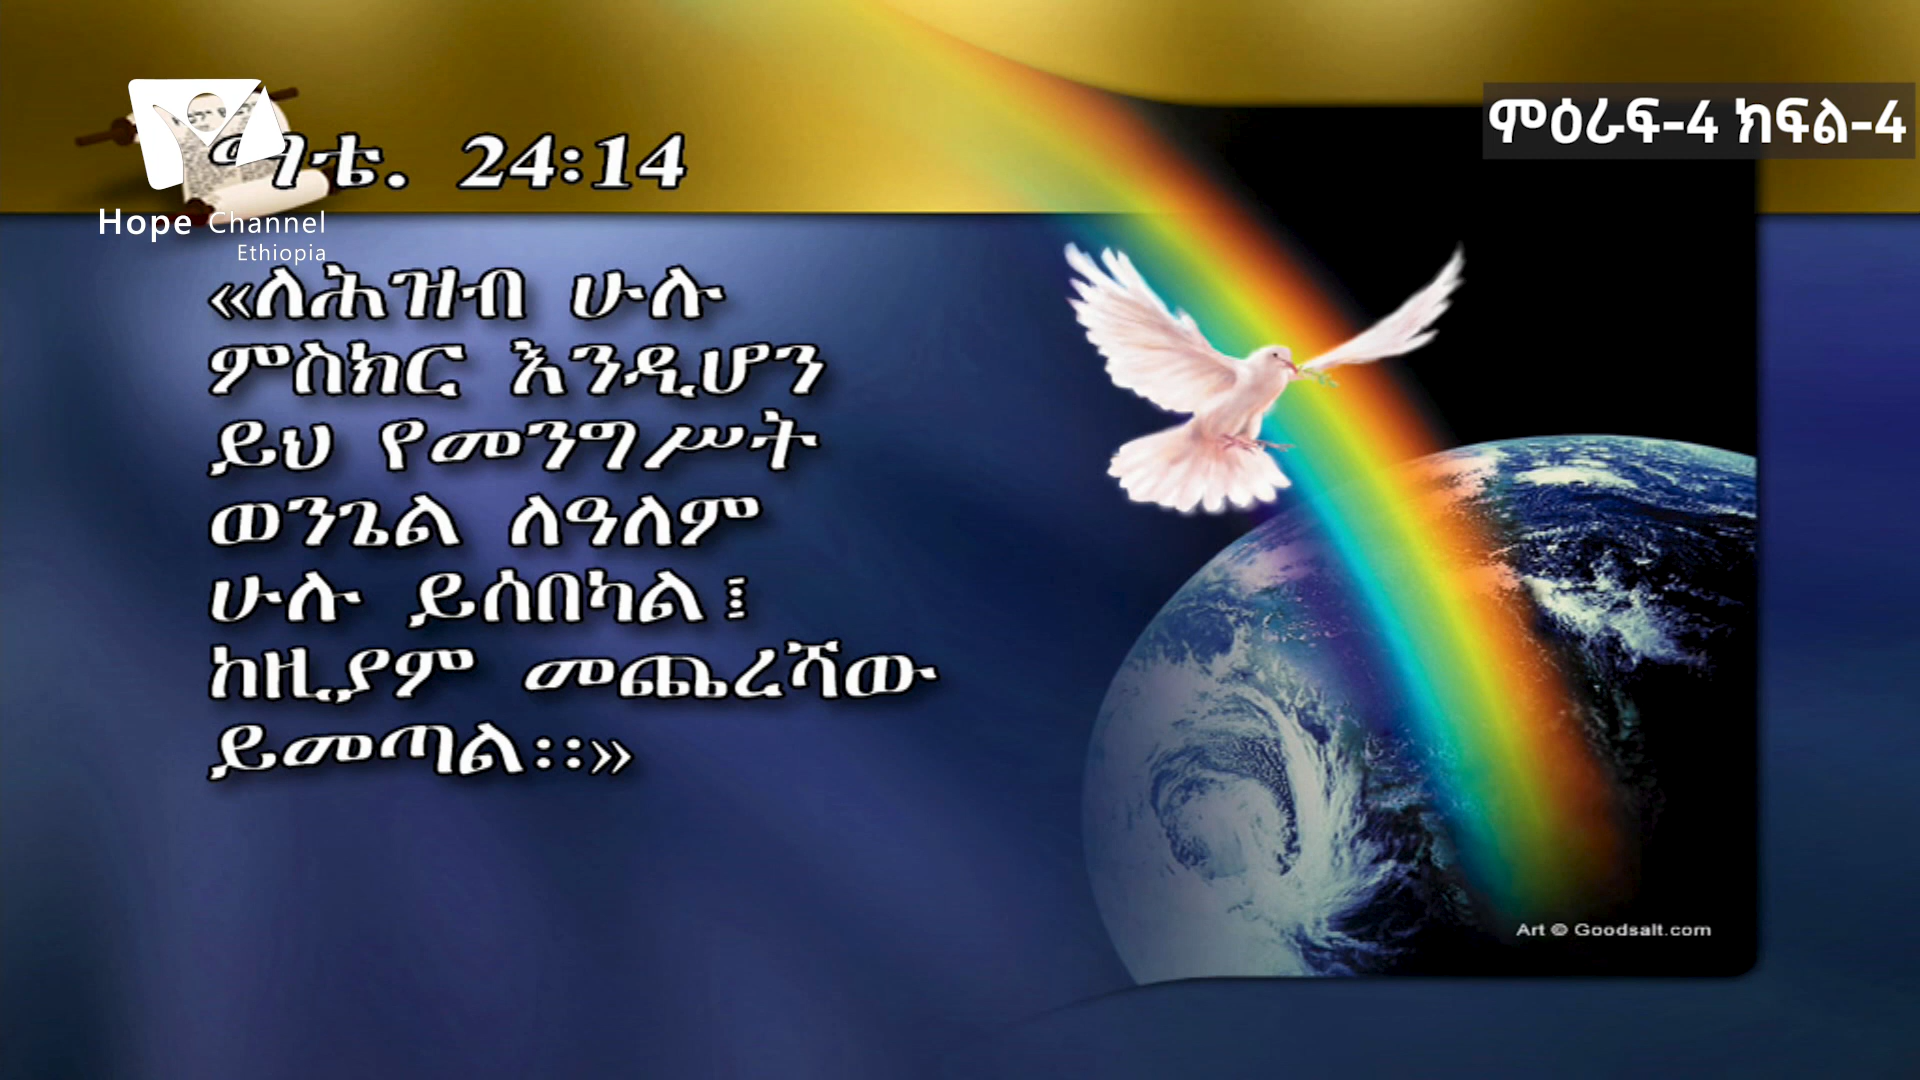 ምዕራፍ-4 ክፍል-4
ማቴ. 24፡14
Hope Channel
Ethiopia
«ለሕዝብ ሁሉ
ምስክር እንዲሆን
ይህ የመንግሥት
ወንጌል ለዓለም
ሁሉ ይሰበካል፤
ከዚያም መጨረሻው
ይመጣል፡፡»
Art © Goodsalt.com